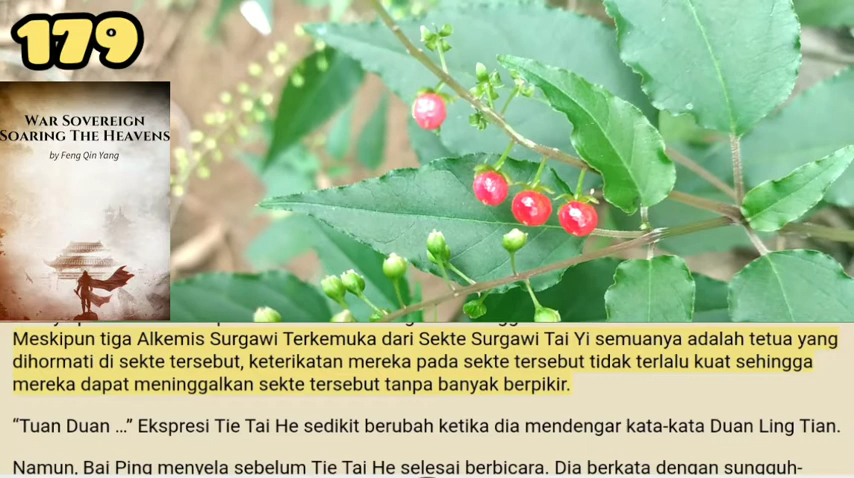 179
WAR SOVEREIGN
SOARING THE HEAVENS
by Feng Qin Yang
Meskipun tiga Alkemis Surgawi Terkemuka dari Sekte Surgawi Tai Yi semuanya adalah tetua yang
dihormati di sekte tersebut, keterikatan mereka pada sekte tersebut tidak terlalu kuat sehingga
mereka dapat meninggalkan sekte tersebut tanpa banyak berpikir.
“Tuan Duan ...” Ekspresi Tie Tai He sedikit berubah ketika dia mendengar kata-kata Duan Ling Tian.
Namun, Bai Ping menyela sebelum Tie Tai He selesai berbicara. Dia berkata dengan sungguh-